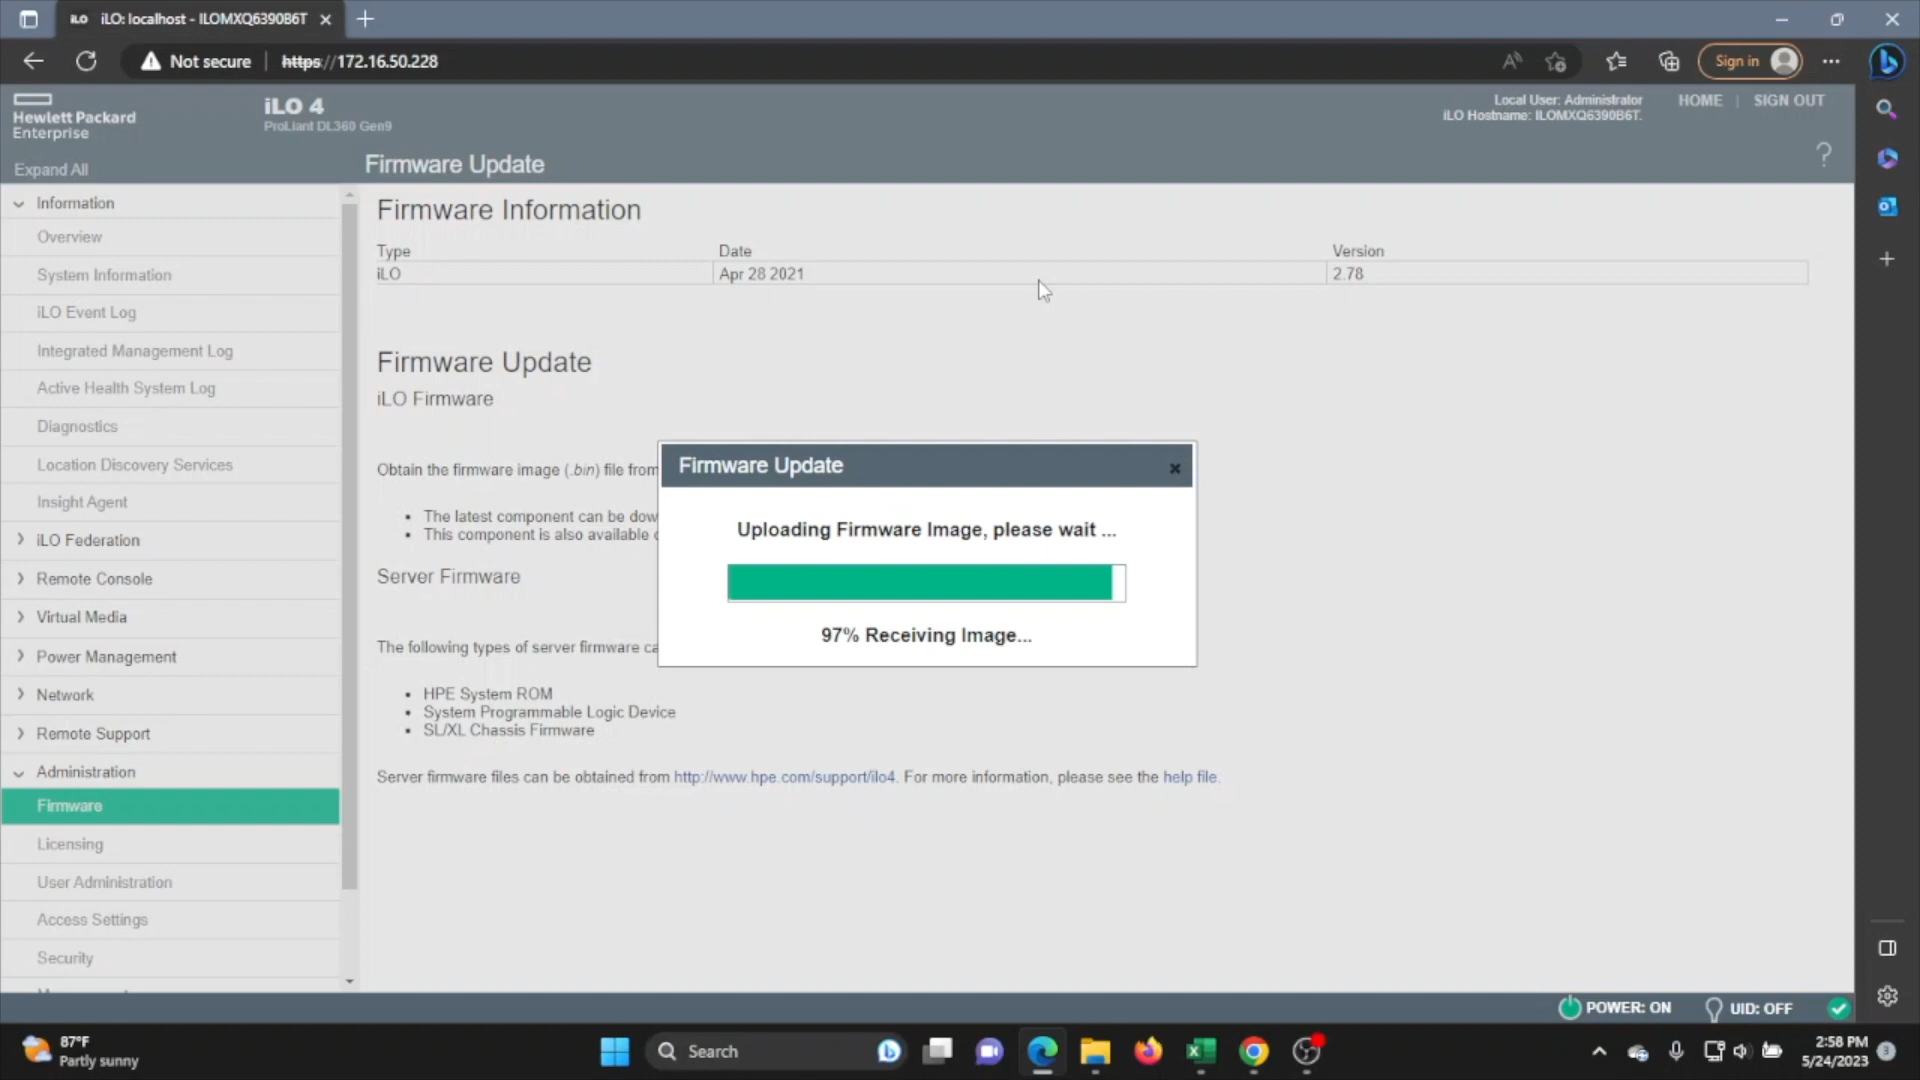 iLO: localhost - ILOMXQ6390B6T
Not secure
https://172.16.50.228
Sign in
Hewlett Packard
Enterprise
iLO 4
ProLiant DL360 Gen9
Local User: Administrator
iLO Hostname: ILOMXQ6390B6T.
HOME | SIGN OUT
Expand All
Firmware Update
?
Information
Overview
System Information
iLO Event Log
Integrated Management Log
Active Health System Log
Diagnostics
Location Discovery Services
Insight Agent
iLO Federation
Remote Console
Virtual Media
Power Management
Network
Remote Support
Administration
Firmware
Licensing
User Administration
Access Settings
Security
Firmware Information
Type Date Version
iLO Apr 28 2021 2.78
Firmware Update
iLO Firmware
Obtain the firmware image (.bin) file from
• The latest component can be dow
• This component is also available
Server Firmware
The following types of server firmware ca
• HPE System ROM
• System Programmable Logic Device
• SL/XL Chassis Firmware
Server firmware files can be obtained from http://www.hpe.com/support/ilo4. For more information, please see the help file.
Firmware Update
Uploading Firmware Image, please wait ...
97% Receiving Image...
POWER: ON
UID: OFF
87°F
Partly sunny
Search
2:58 PM
5/24/2023
3